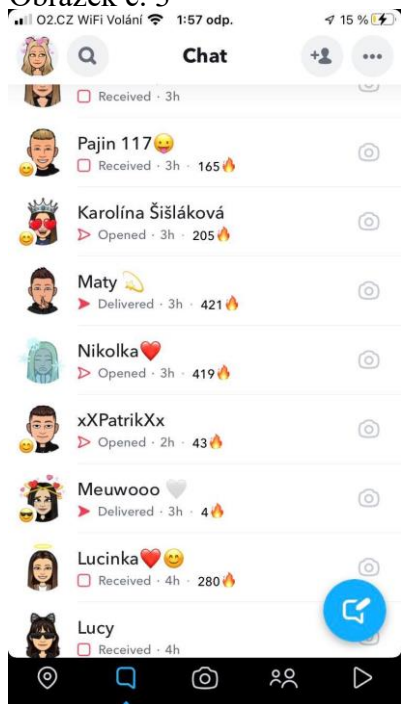 Obrázek č. 3
O2.CZ WiFi Volání 1:57 odp. 15 %
Chat
Received · 3h
Pajin 117😛
Received · 3h · 165🔥
Karolína Šišláková
Opened · 3h · 205🔥
Maty 💫
Delivered · 3h · 421🔥
Nikolka❤️
Opened · 3h · 419🔥
xXPatrikXx
Opened · 2h · 43🔥
Meuwooo 🤍
Delivered · 3h · 4🔥
Lucinka❤️😊
Received · 4h · 280🔥
Lucy
Received · 4h